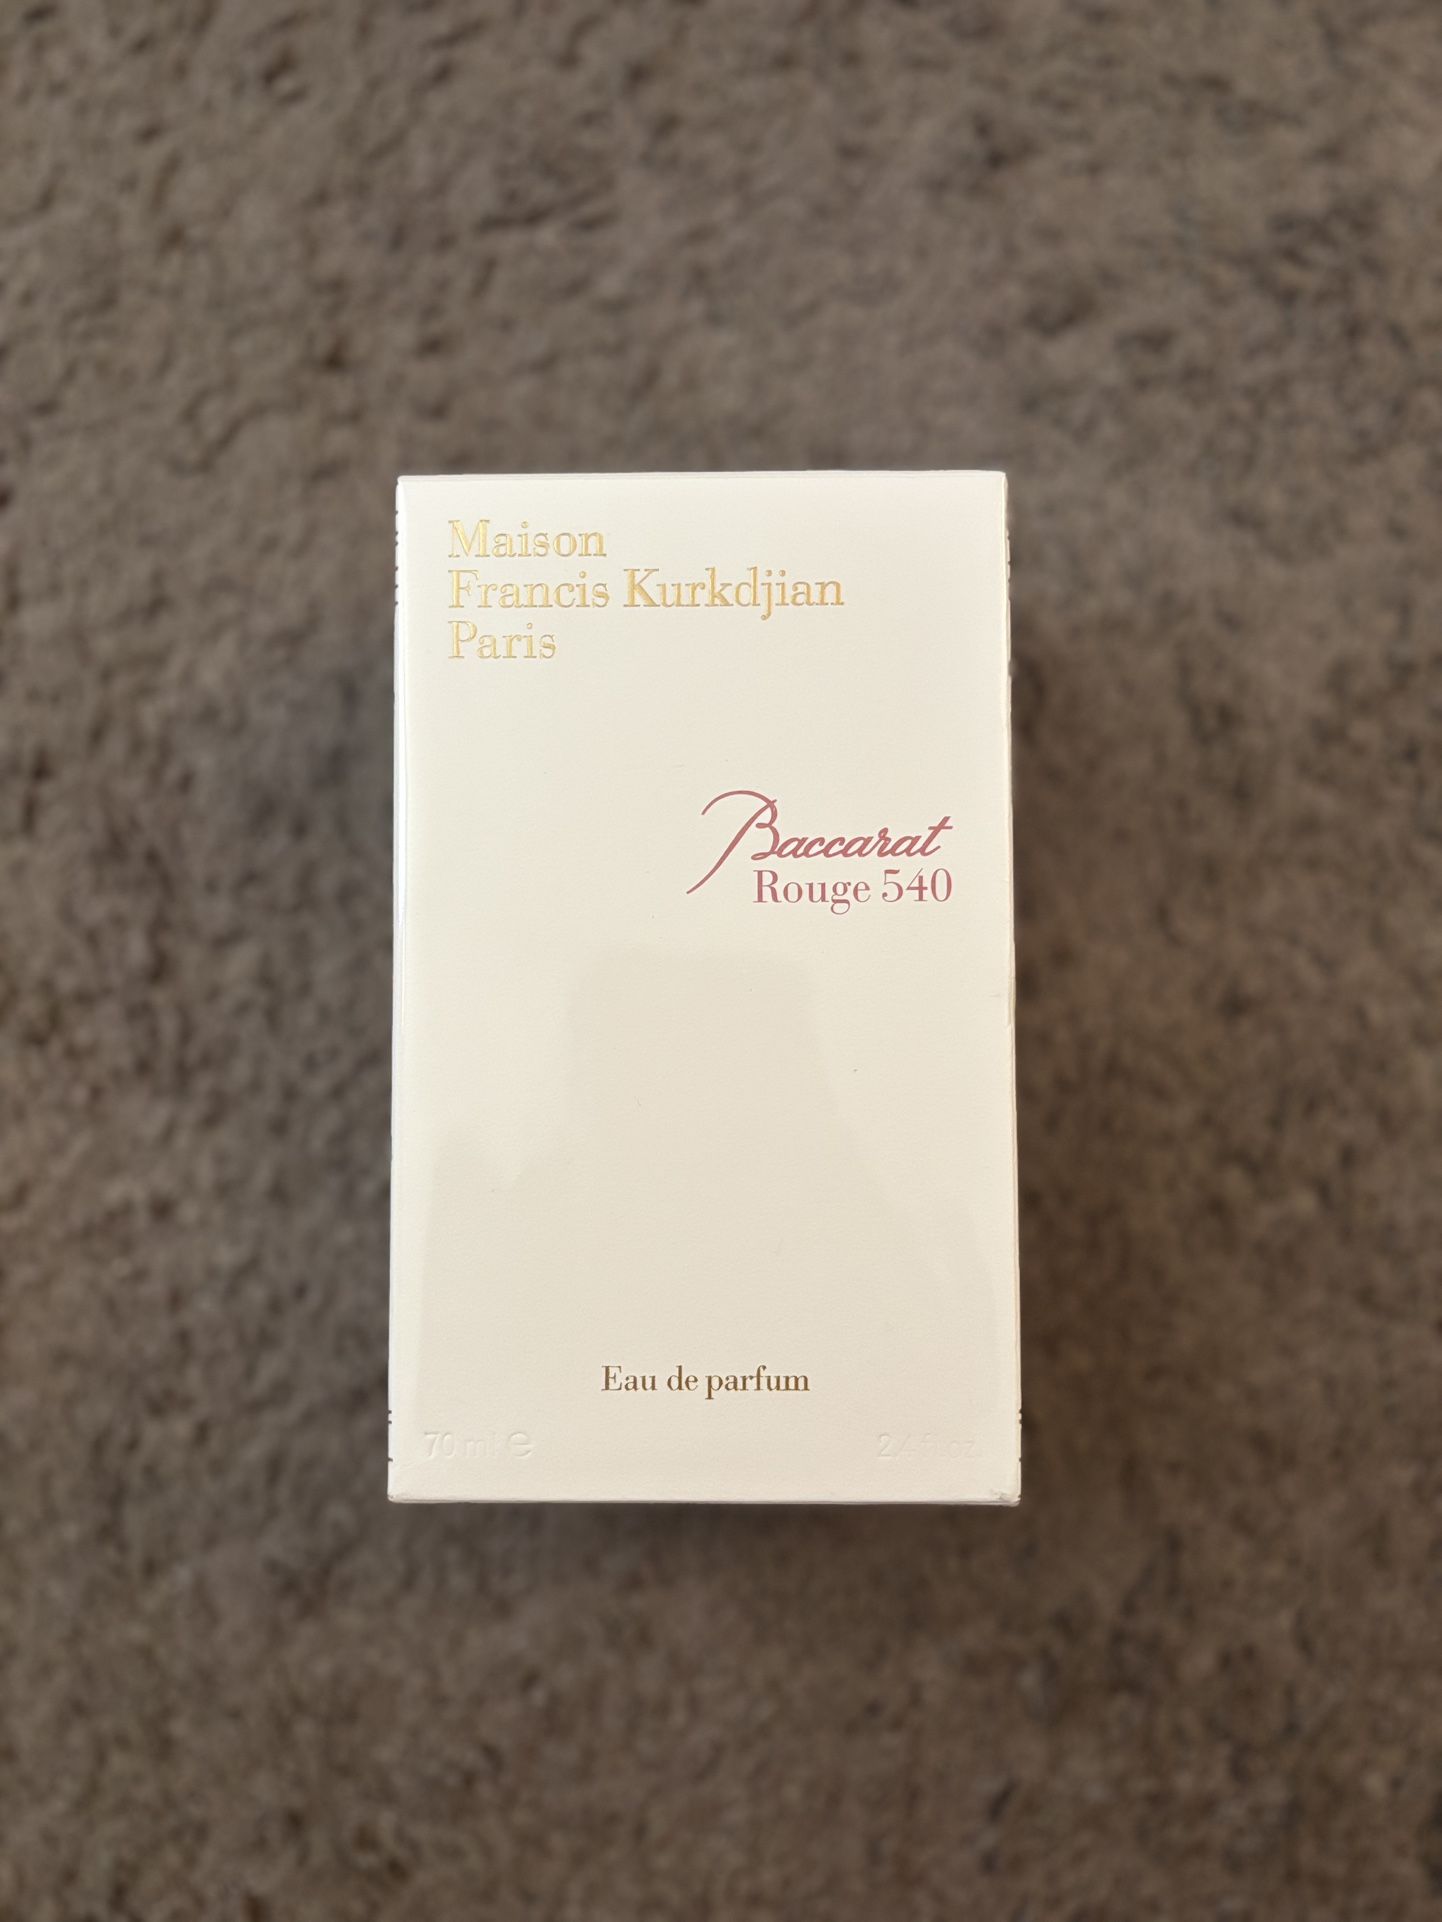 Maison
Francis Kurkdjian
Paris
Baccarat
Rouge 540
Eau de parfum
70 ml ℮
2.4 fl.oz.